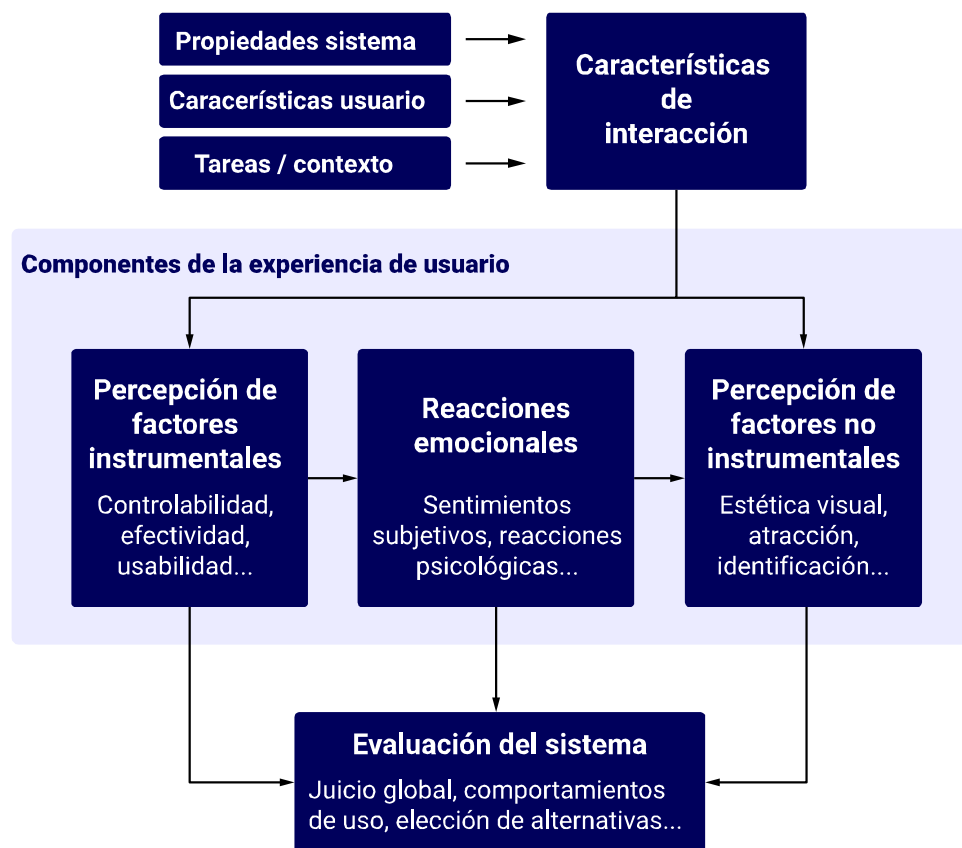 Propiedades sistema
Caracerísticas usuario
Tareas / contexto
Características
de
interacción
Componentes de la experiencia de usuario
Percepción de
factores
instrumentales
Controlabilidad,
efectividad,
usabilidad...
Reacciones
emocionales
Sentimientos
subjetivos, reacciones
psicológicas...
Percepción de
factores no
instrumentales
Estética visual,
atracción,
identificación...
Evaluación del sistema
Juicio global, comportamientos
de uso, elección de alternativas...